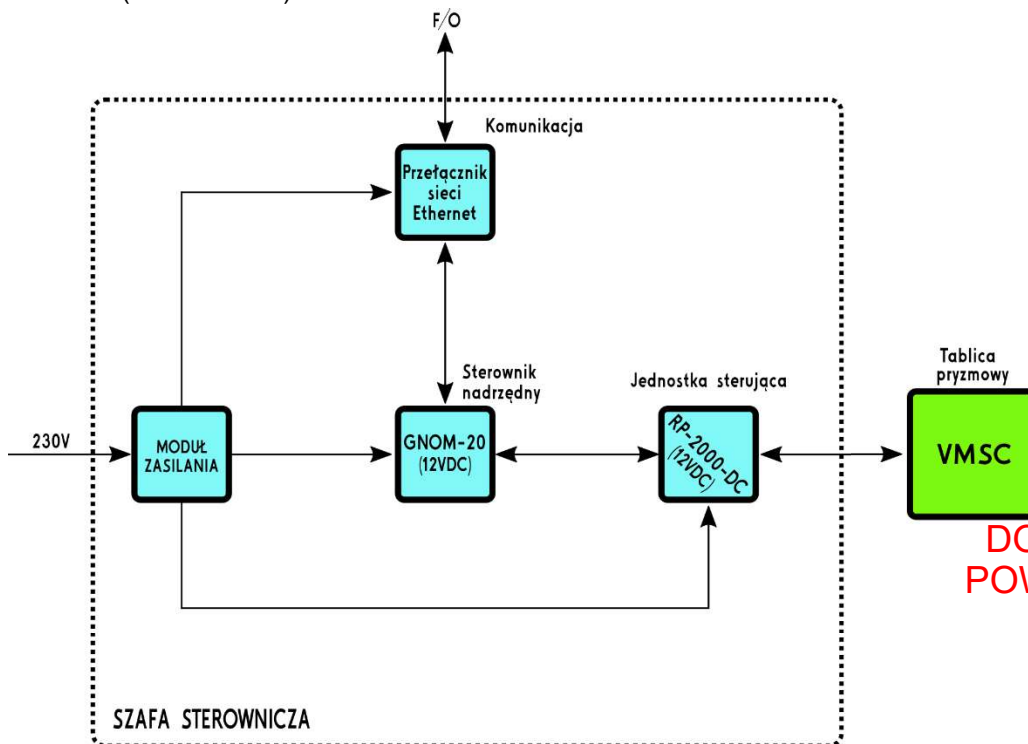 F/O
Komunikacja
Przełącznik
sieci
Ethernet
Sterownik
nadrzędny
Jednostka sterująca
Tablica
pryzmowy
230V
MODUŁ
ZASILANIA
GNOM-20
(12VDC)
RP-2000-DC
(12VDC)
VMSC
SZAFA STEROWNICZA